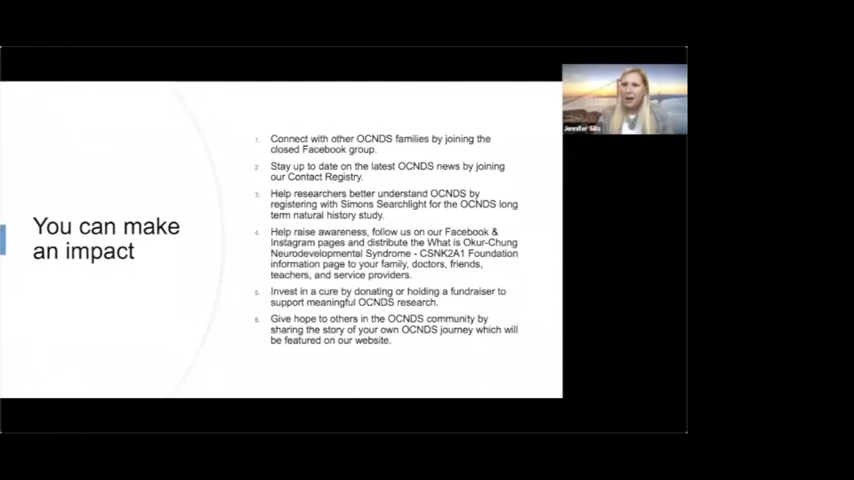 You can make
an impact
1. Connect with other OCNDS families by joining the
closed Facebook group.
2. Stay up to date on the latest OCNDS news by joining
our Contact Registry.
3. Help researchers better understand OCNDS by
registering with Simons Searchlight for the OCNDS long
term natural history study.
4. Help raise awareness, follow us on our Facebook &
Instagram pages and distribute the What is Okur-Chung
Neurodevelopmental Syndrome - CSNK2A1 Foundation
information page to your family, doctors, friends,
teachers, and service providers.
5. Invest in a cure by donating or holding a fundraiser to
support meaningful OCNDS research.
6. Give hope to others in the OCNDS community by
sharing the story of your own OCNDS journey which will
be featured on our website.
Jennifer Sills